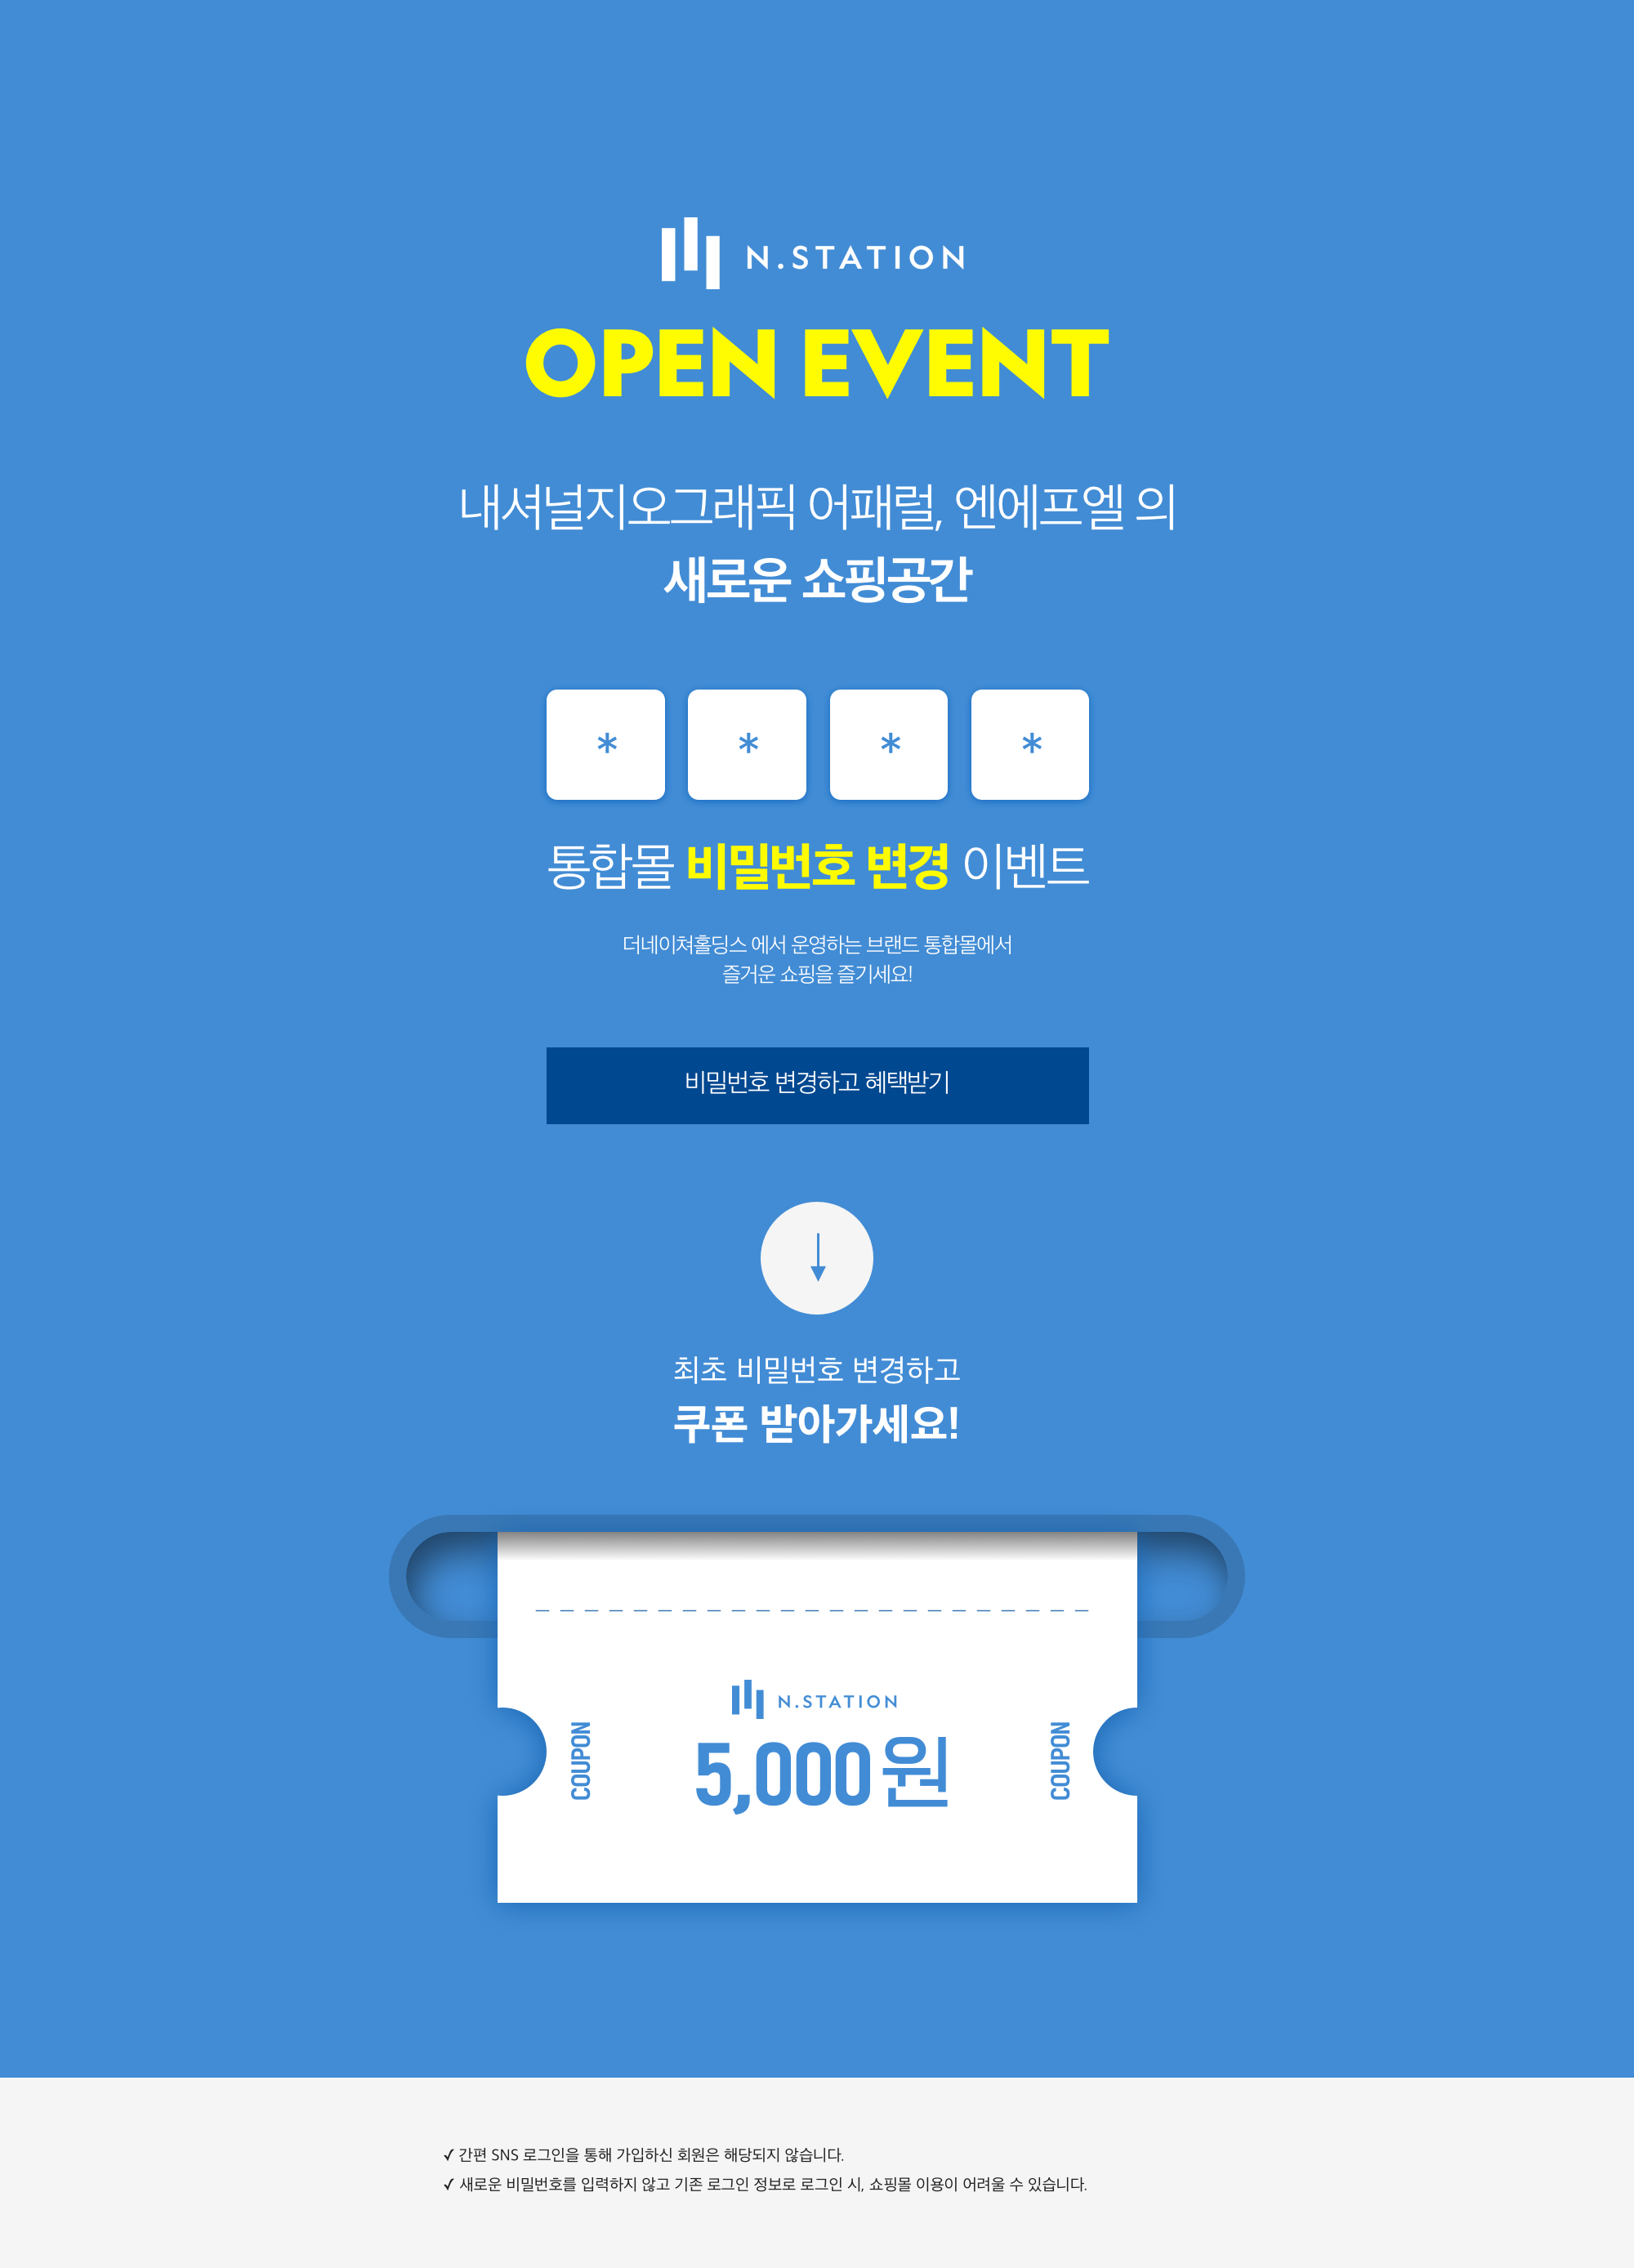 N.STATION
OPEN EVENT
내셔널지오그래픽 어패럴, 엔에프엘 의
새로운 쇼핑공간
* * * *
통합몰 비밀번호 변경 이벤트
더네이쳐홀딩스 에서 운영하는 브랜드 통합몰에서
즐거운 쇼핑을 즐기세요!
비밀번호 변경하고 혜택받기
최초 비밀번호 변경하고
쿠폰 받아가세요!
N.STATION
COUPON
5,000원
COUPON
✓ 간편 SNS 로그인을 통해 가입하신 회원은 해당되지 않습니다.
✓ 새로운 비밀번호를 입력하지 않고 기존 로그인 정보로 로그인 시, 쇼핑몰 이용이 어려울 수 있습니다.